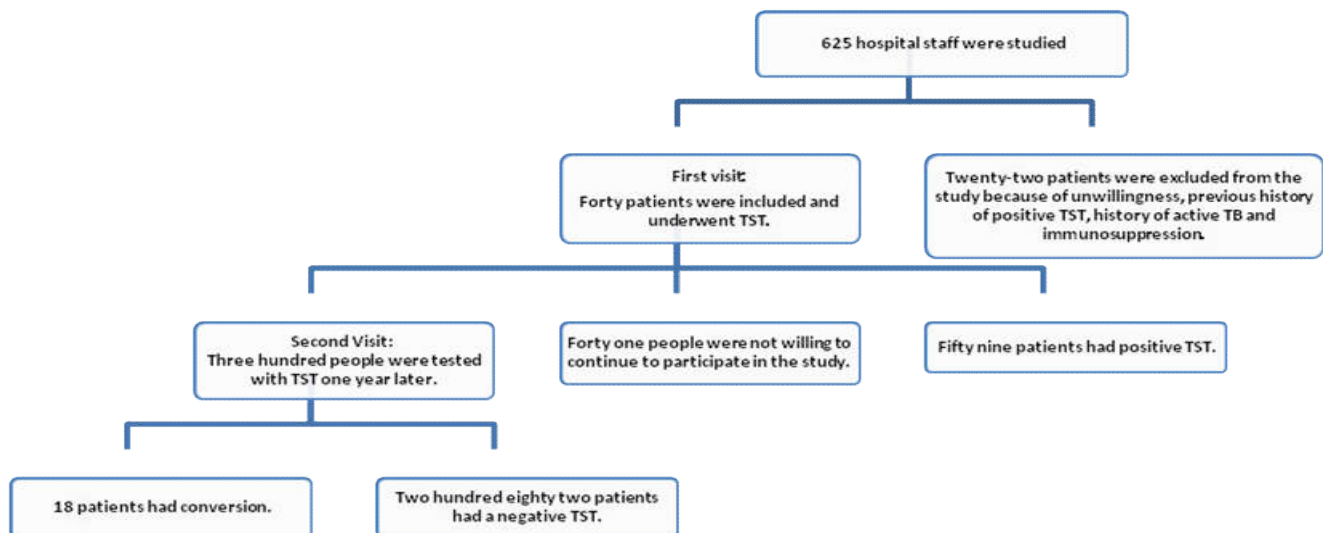 625 hospital staff were studied
First visit:
Forty patients were included and
underwent TST.
Twenty-two patients were excluded from the
study because of unwillingness, previous history
of positive TST, history of active TB and
immunosuppression.
Second Visit:
Three hundred people were tested
with TST one year later.
Forty one people were not willing to
continue to participate in the study.
Fifty nine patients had positive TST.
18 patients had conversion.
Two hundred eighty two patients
had a negative TST.